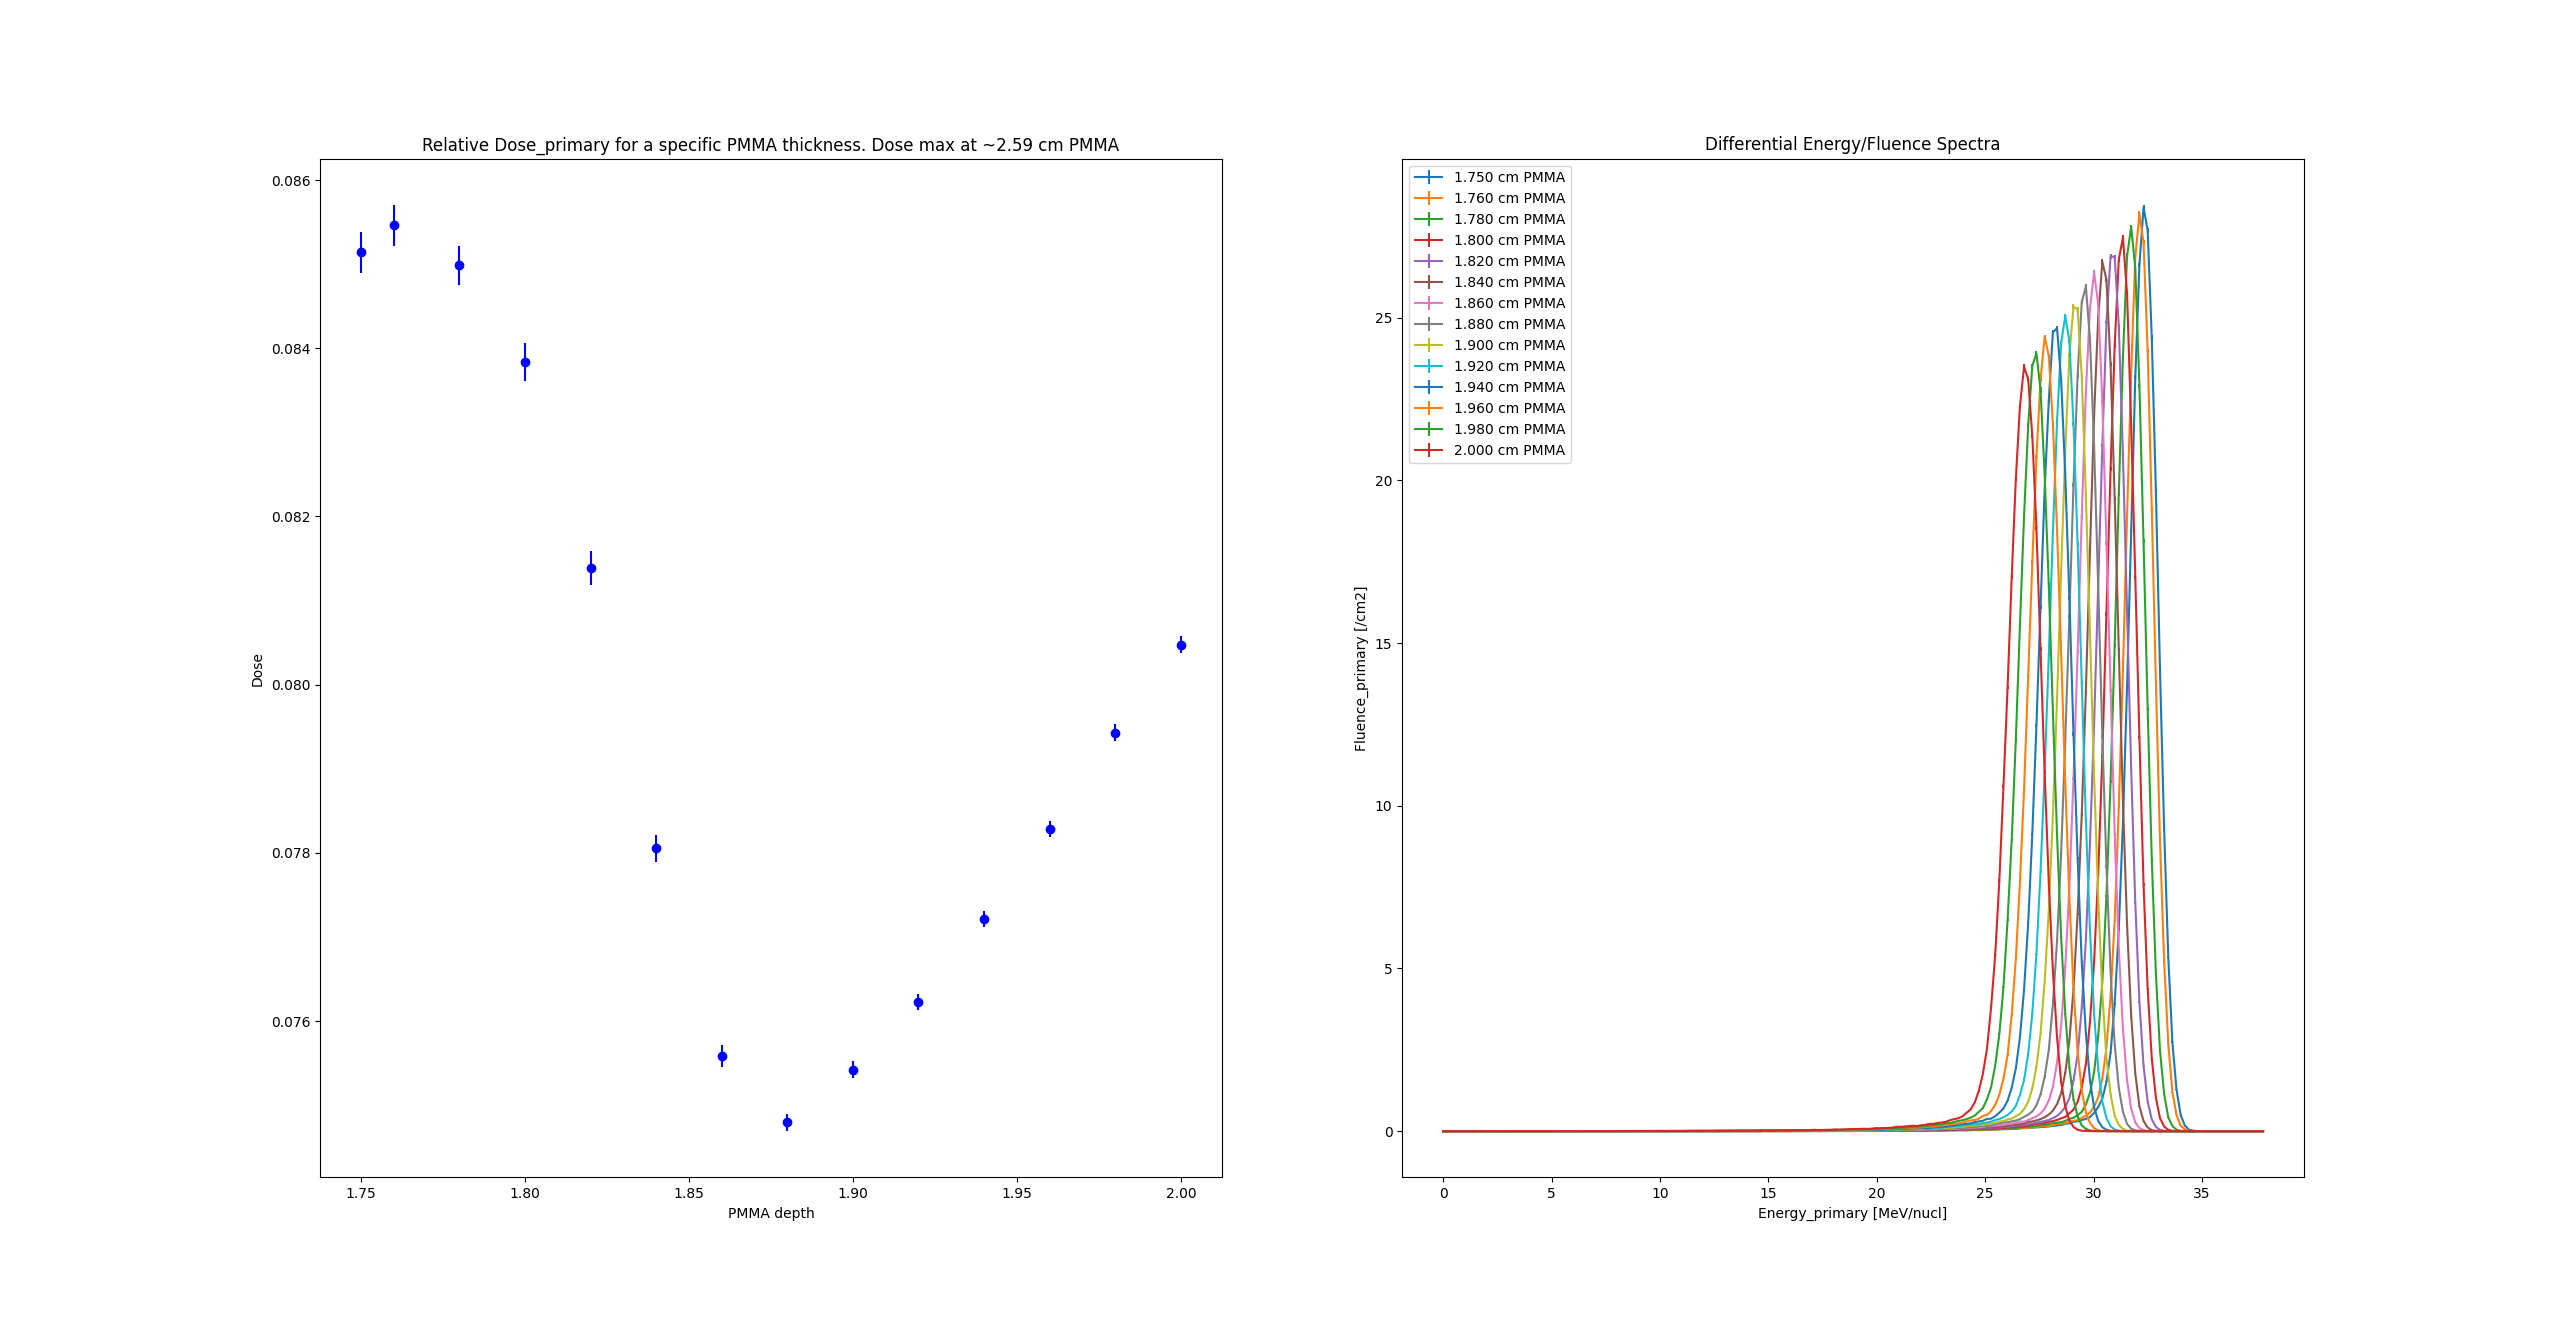 Relative Dose_primary for a specific PMMA thickness. Dose max at ~2.59 cm PMMA
0.086
0.084
0.082
0.080
0.078
0.076
Dose
1.75
1.80
1.85
1.90
1.95
2.00
PMMA depth
Differential Energy/Fluence Spectra
1.750 cm PMMA
1.760 cm PMMA
1.780 cm PMMA
1.800 cm PMMA
1.820 cm PMMA
1.840 cm PMMA
1.860 cm PMMA
1.880 cm PMMA
1.900 cm PMMA
1.920 cm PMMA
1.940 cm PMMA
1.960 cm PMMA
1.980 cm PMMA
2.000 cm PMMA
25
20
15
10
5
0
Fluence_primary [/cm2]
0
5
10
15
20
25
30
35
Energy_primary [MeV/nucl]